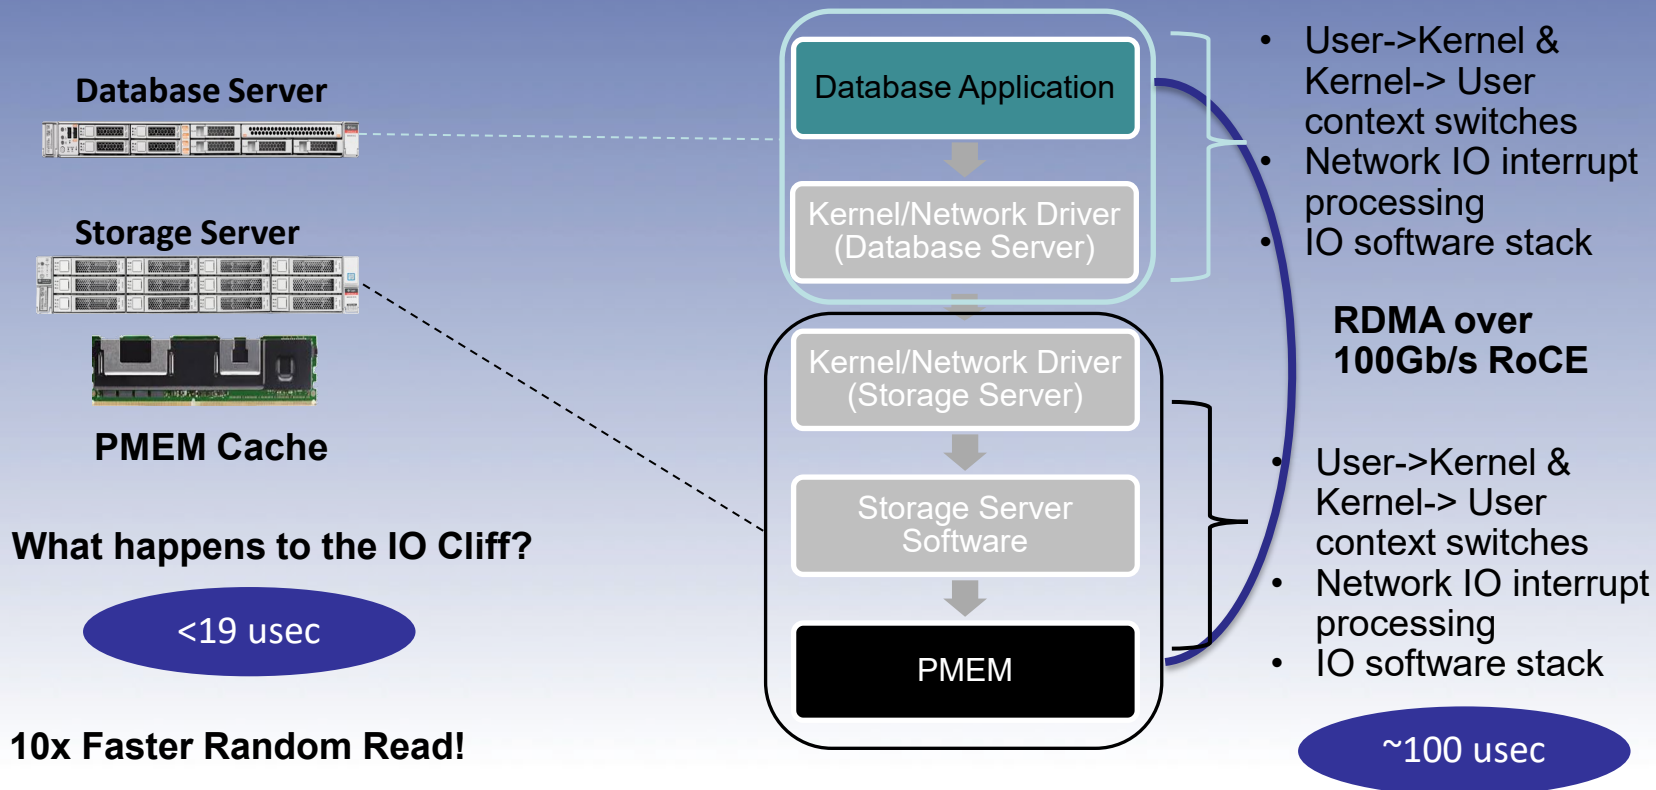 Database Server
Storage Server
PMEM Cache
What happens to the IO Cliff?
<19 usec
10x Faster Random Read!
Database Application
Kernel/Network Driver
(Database Server)
Kernel/Network Driver
(Storage Server)
Storage Server
Software
PMEM
• User->Kernel &
Kernel-> User
context switches
• Network IO interrupt
processing
• IO software stack
RDMA over
100Gb/s RoCE
• User->Kernel &
Kernel-> User
context switches
• Network IO interrupt
processing
• IO software stack
~100 usec